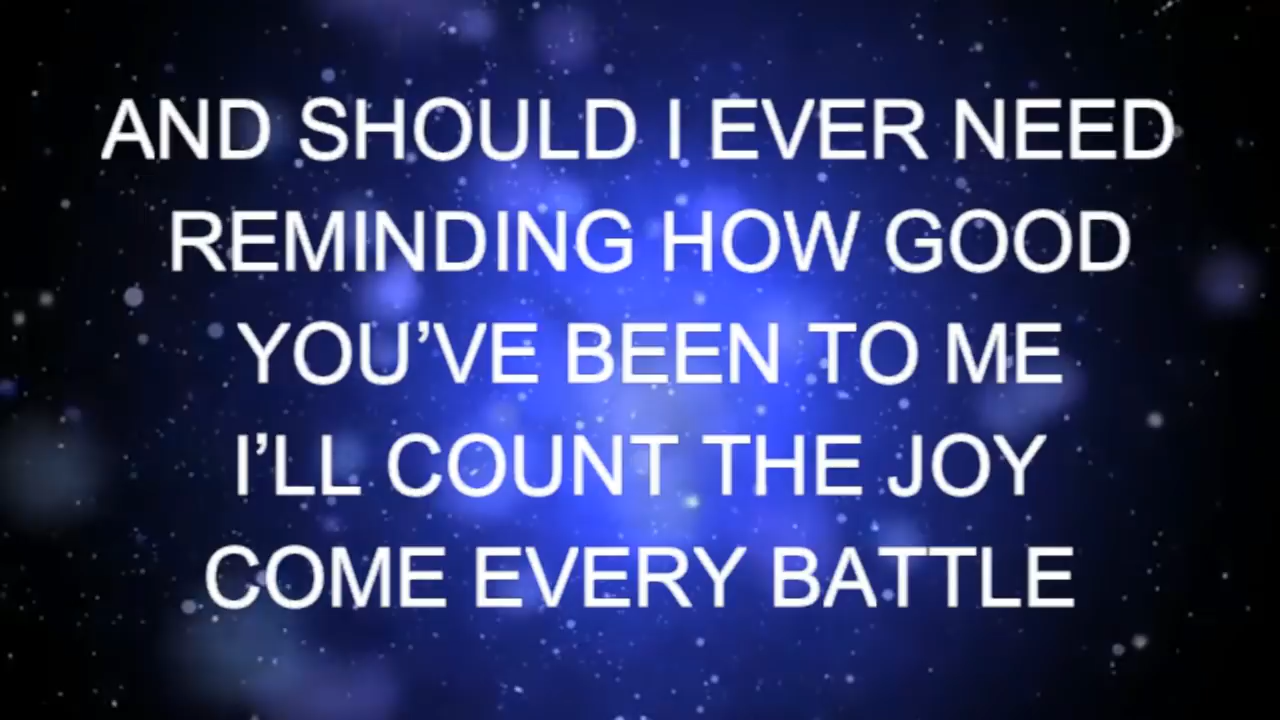 AND SHOULD I EVER NEED
REMINDING HOW GOOD
YOU’VE BEEN TO ME
I’LL COUNT THE JOY
COME EVERY BATTLE